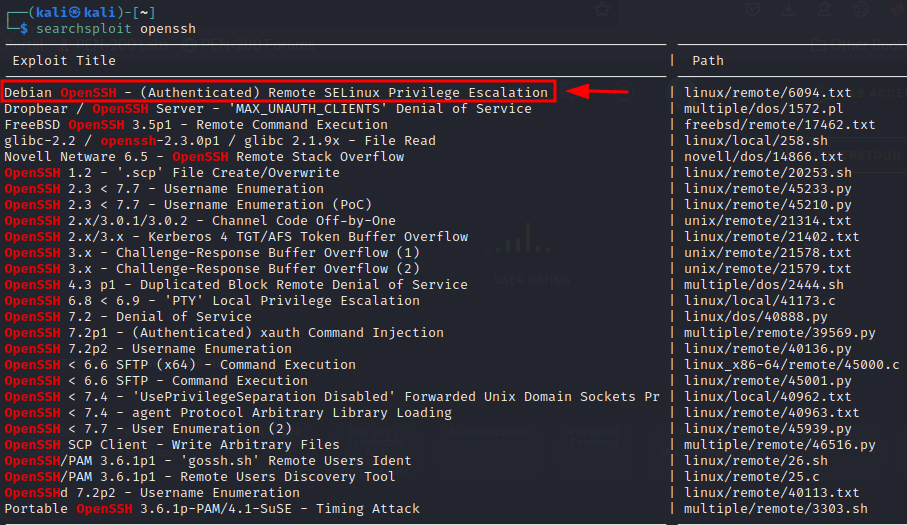 ┌──(kali㉿kali)-[~]
└─$ searchsploit openssh
Exploit Title | Path
Debian OpenSSH - (Authenticated) Remote SELinux Privilege Escalation | linux/remote/6094.txt
Dropbear / OpenSSH Server - 'MAX_UNAUTH_CLIENTS' Denial of Service | multiple/dos/1572.pl
FreeBSD OpenSSH 3.5p1 - Remote Command Execution | freebsd/remote/17462.txt
glibc-2.2 / openssh-2.3.0p1 / glibc 2.1.9x - File Read | linux/local/258.sh
Novell Netware 6.5 - OpenSSH Remote Stack Overflow | novell/dos/14866.txt
OpenSSH 1.2 - '.scp' File Create/Overwrite | linux/remote/20253.sh
OpenSSH 2.3 < 7.7 - Username Enumeration | linux/remote/45233.py
OpenSSH 2.3 < 7.7 - Username Enumeration (PoC) | linux/remote/45210.py
OpenSSH 2.x/3.0.1/3.0.2 - Channel Code Off-by-One | unix/remote/21314.txt
OpenSSH 2.x/3.x - Kerberos 4 TGT/AFS Token Buffer Overflow | linux/remote/21402.txt
OpenSSH 3.x - Challenge-Response Buffer Overflow (1) | unix/remote/21578.txt
OpenSSH 3.x - Challenge-Response Buffer Overflow (2) | unix/remote/21579.txt
OpenSSH 4.3 p1 - Duplicated Block Remote Denial of Service | multiple/dos/2444.sh
OpenSSH 6.8 < 6.9 - 'PTY' Local Privilege Escalation | linux/local/41173.c
OpenSSH 7.2 - Denial of Service | linux/dos/40888.py
OpenSSH 7.2p1 - (Authenticated) xauth Command Injection | multiple/remote/39569.py
OpenSSH 7.2p2 - Username Enumeration | linux/remote/40136.py
OpenSSH < 6.6 SFTP (x64) - Command Execution | linux_x86-64/remote/45000.c
OpenSSH < 6.6 SFTP - Command Execution | linux/remote/45001.py
OpenSSH < 7.4 - 'UsePrivilegeSeparation Disabled' Forwarded Unix Domain Sockets Pr | linux/local/40962.txt
OpenSSH < 7.4 - agent Protocol Arbitrary Library Loading | linux/remote/40963.txt
OpenSSH < 7.7 - User Enumeration (2) | linux/remote/45939.py
OpenSSH SCP Client - Write Arbitrary Files | multiple/remote/46516.py
OpenSSH/PAM 3.6.1p1 - 'gossh.sh' Remote Users Ident | linux/remote/26.sh
OpenSSH/PAM 3.6.1p1 - Remote Users Discovery Tool | linux/remote/25.c
OpenSSHd 7.2p2 - Username Enumeration | linux/remote/40113.txt
Portable OpenSSH 3.6.1p-PAM/4.1-SuSE - Timing Attack | multiple/remote/3303.sh